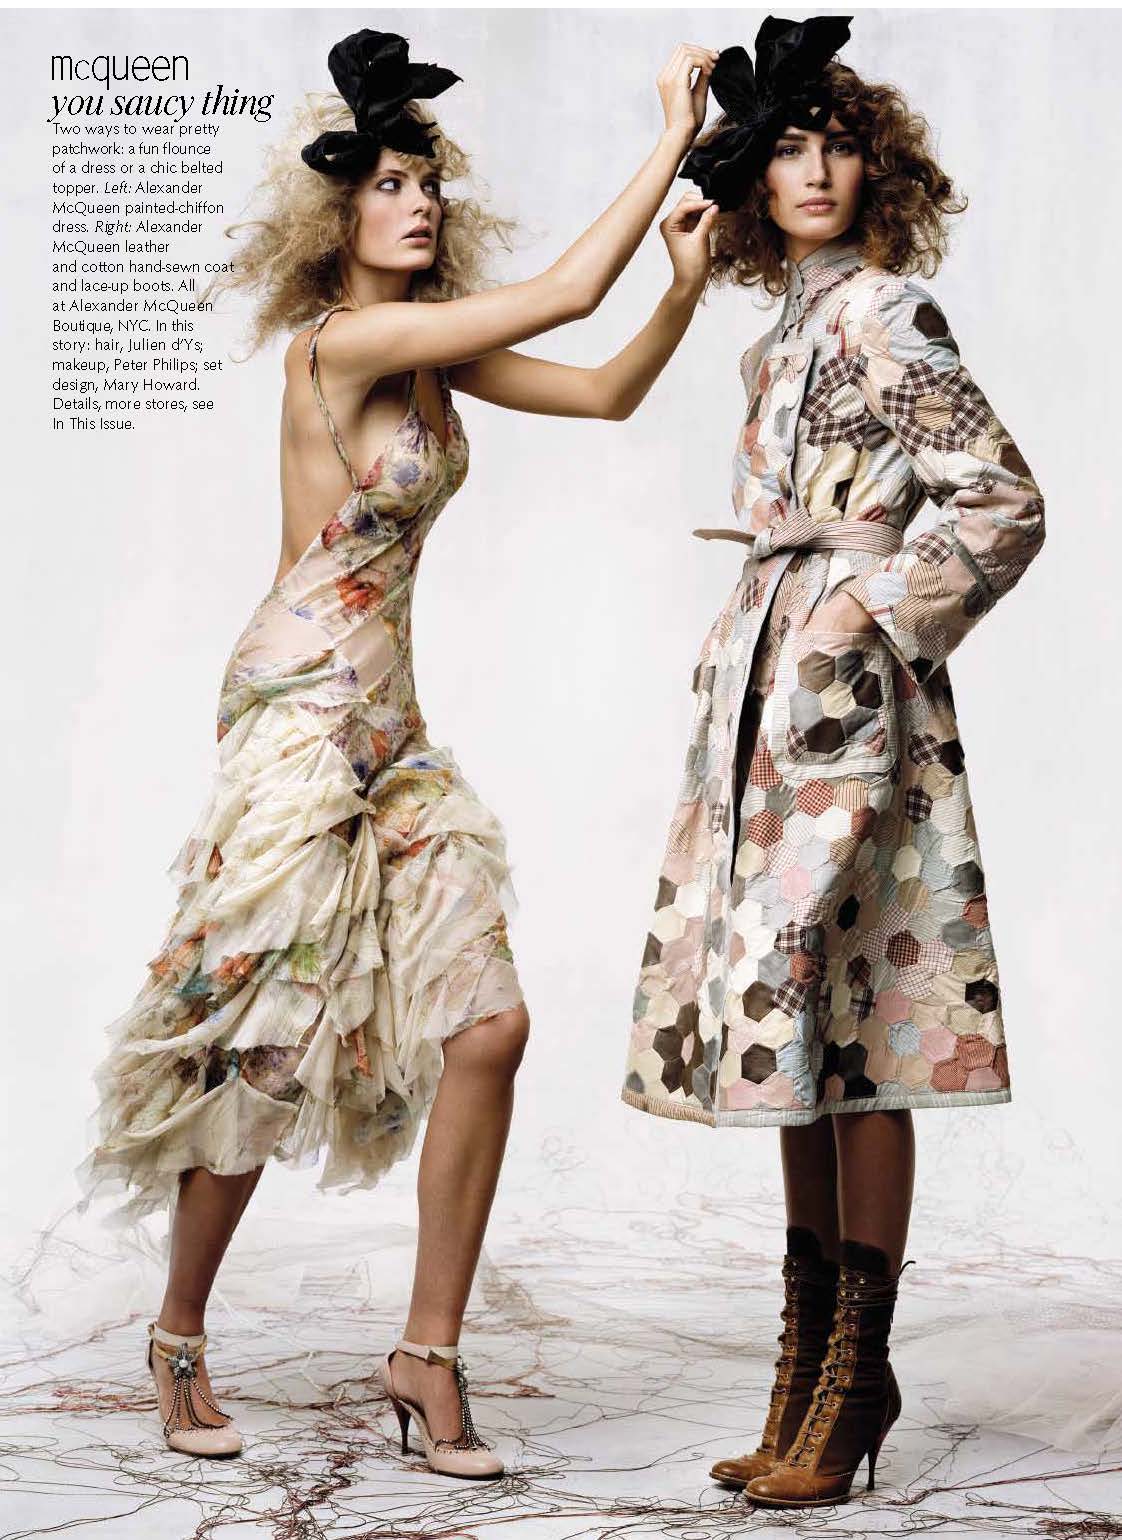 mcqueen
you saucy thing
Two ways to wear pretty
patchwork: a fun flounce
of a dress or a chic belted
topper. Left: Alexander
McQueen painted-chiffon
dress. Right: Alexander
McQueen leather
and cotton hand-sewn coat
and lace-up boots. All
at Alexander McQueen
Boutique, NYC. In this
story: hair, Julien d'Ys;
makeup, Peter Philips; set
design, Mary Howard.
Details, more stores, see
In This Issue.